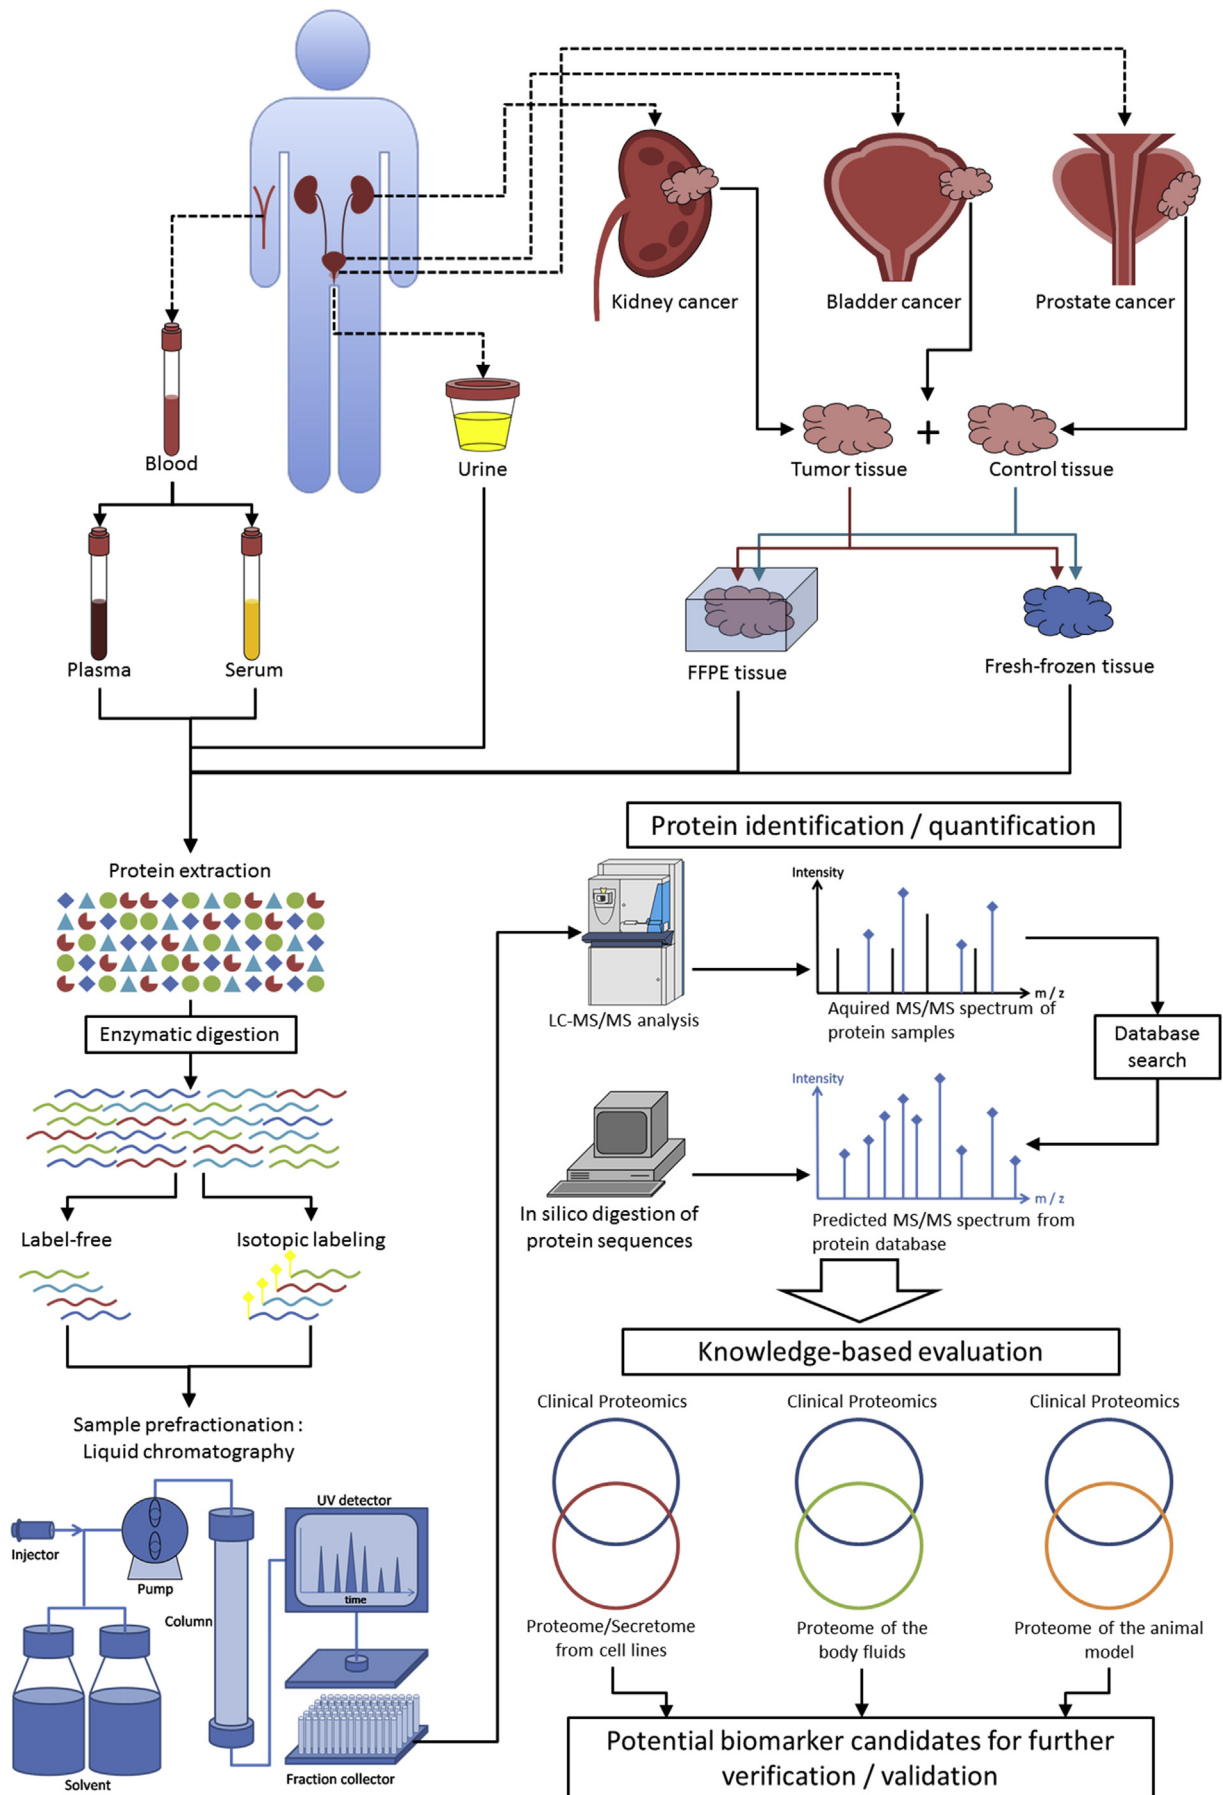 Kidney cancer
Bladder cancer
Prostate cancer
Blood
Urine
Tumor tissue
+
Control tissue
Plasma
Serum
FFPE tissue
Fresh-frozen tissue
Protein extraction
Enzymatic digestion
Label-free
Isotopic labeling
Sample prefractionation :
Liquid chromatography
Injector
Pump
Column
UV detector
time
Solvent
Fraction collector
Protein identification / quantification
LC-MS/MS analysis
Intensity
m / z
Aquired MS/MS spectrum of
protein samples
Database
search
In silico digestion of
protein sequences
Intensity
m / z
Predicted MS/MS spectrum from
protein database
Knowledge-based evaluation
Clinical Proteomics
Proteome/Secretome
from cell lines
Clinical Proteomics
Proteome of the
body fluids
Clinical Proteomics
Proteome of the animal
model
Potential biomarker candidates for further
verification / validation